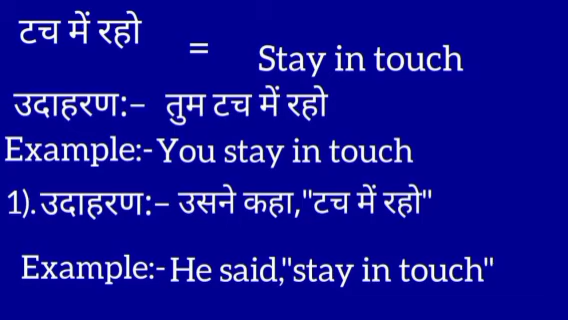 टच में रहो = Stay in touch
उदाहरण:– तुम टच में रहो
Example:-You stay in touch
1).उदाहरण:– उसने कहा,"टच में रहो"
Example:-He said,"stay in touch"